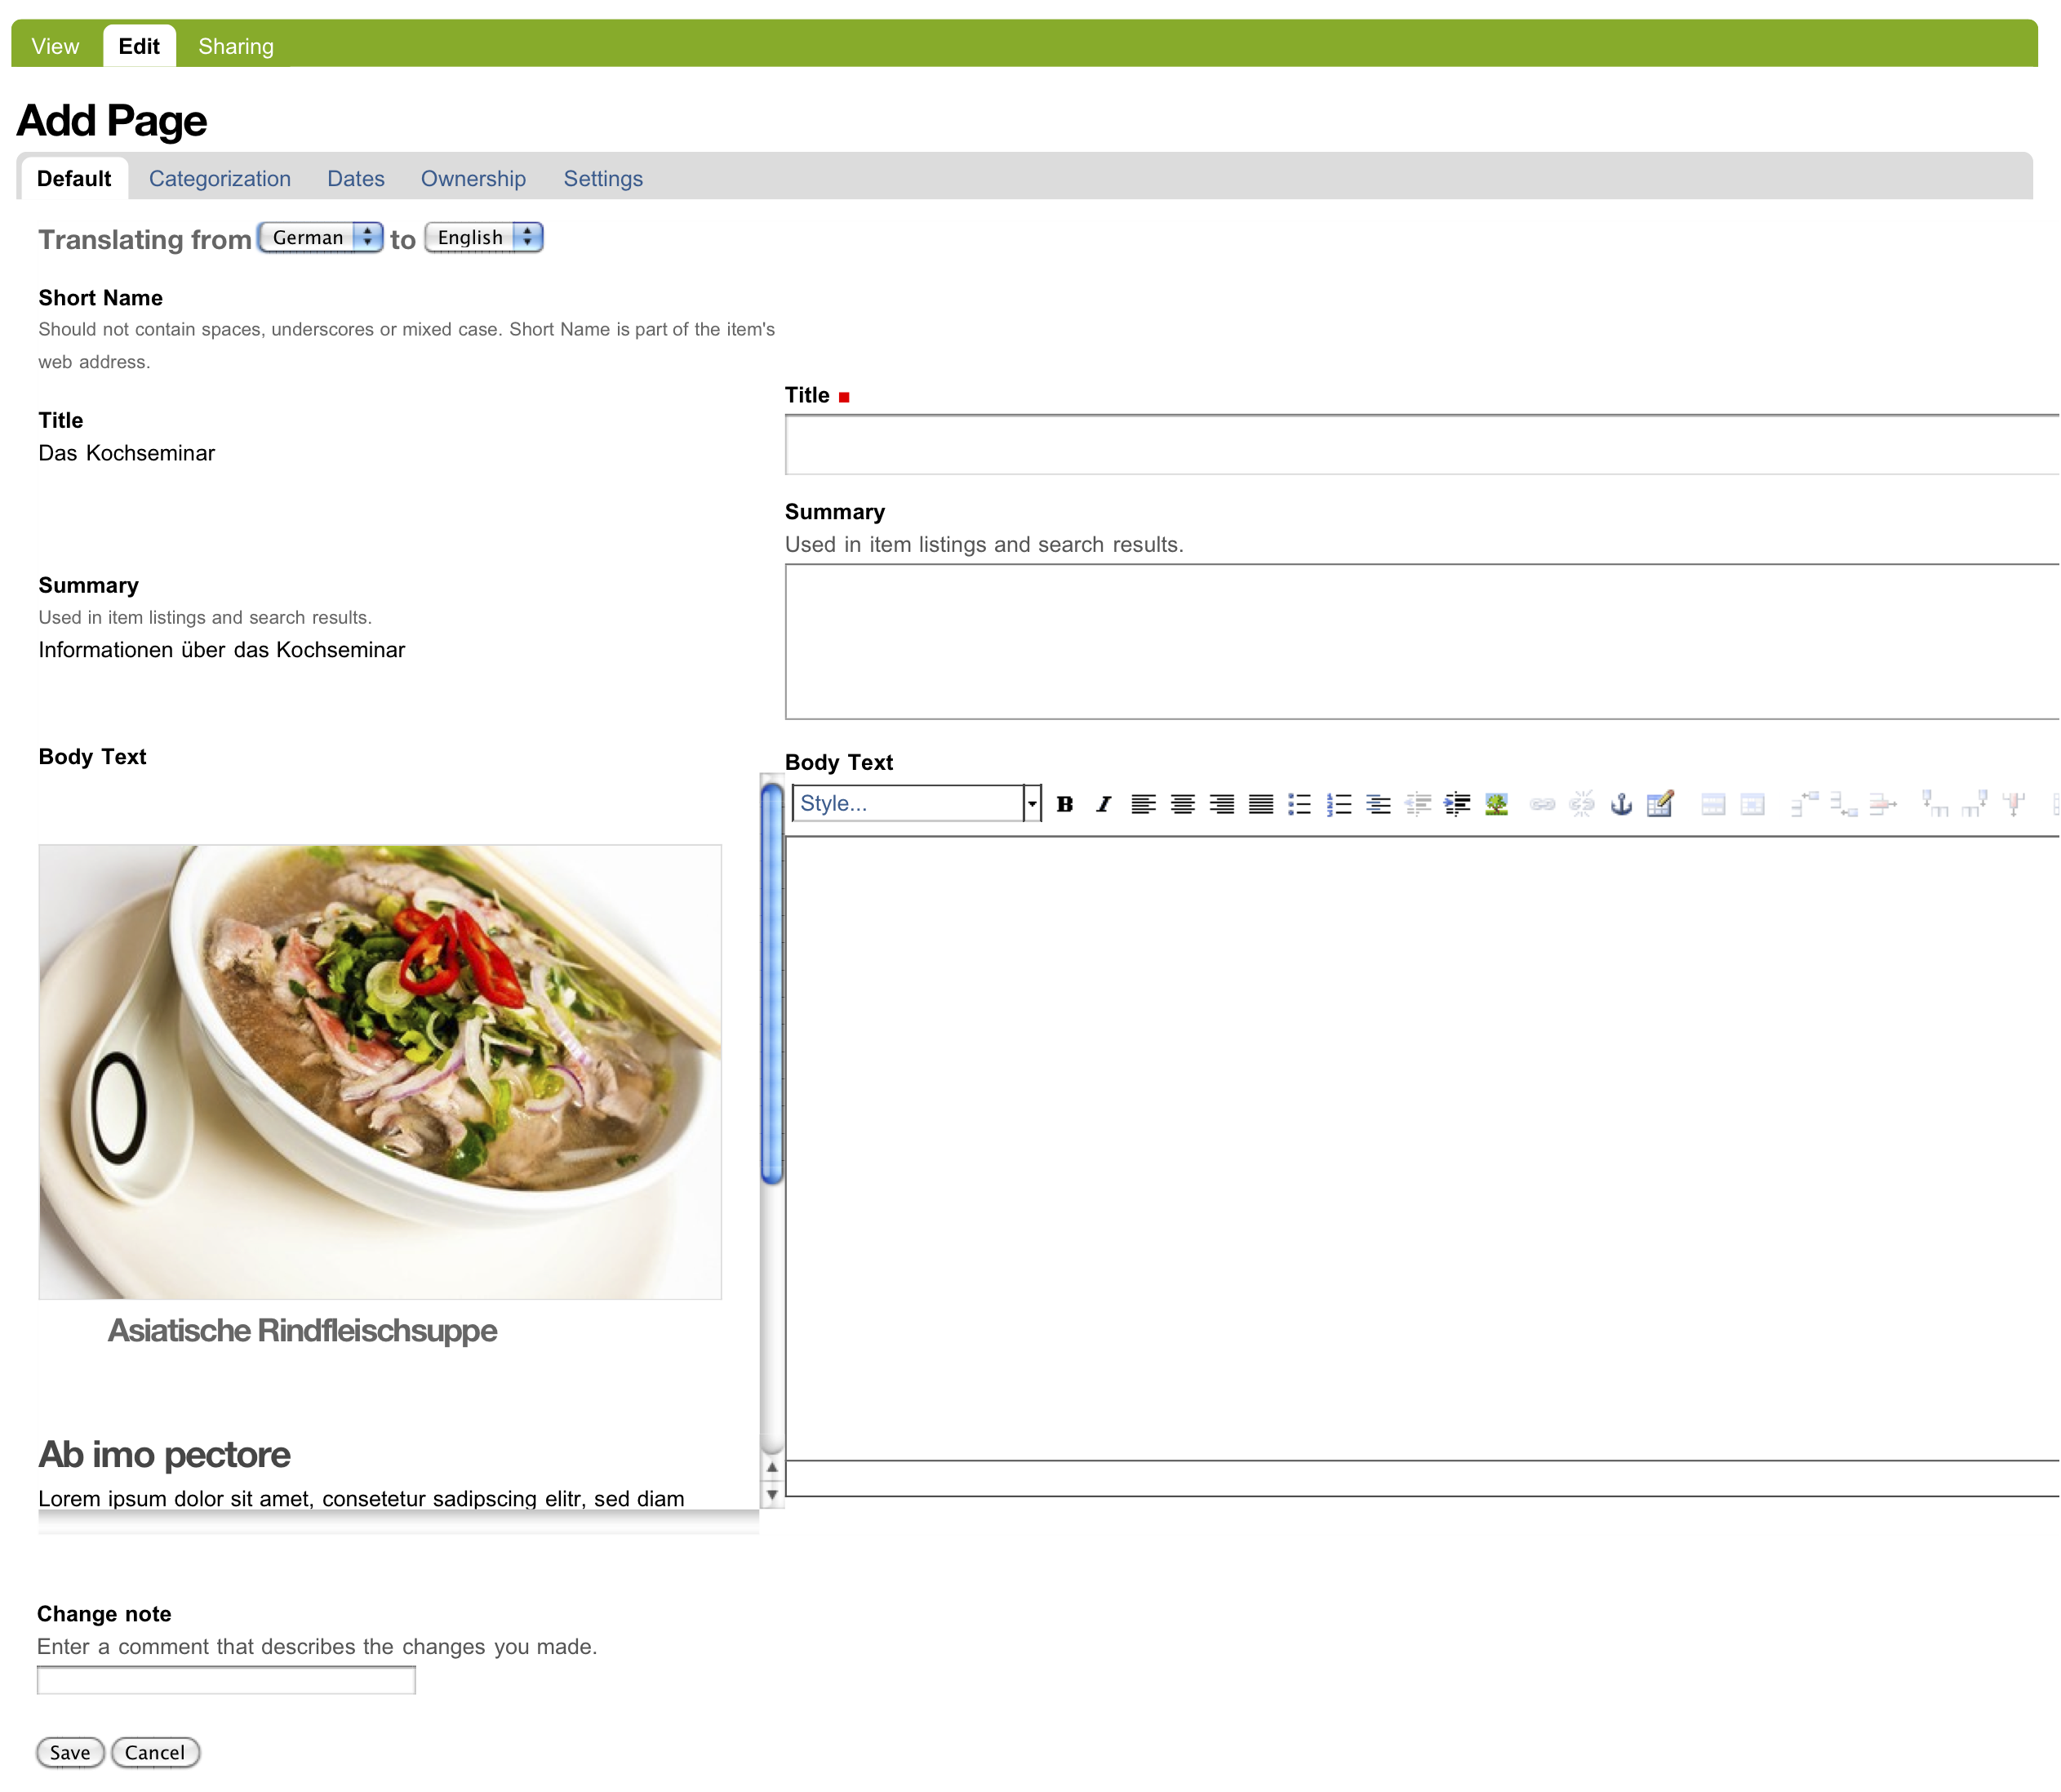 View Edit Sharing
Add Page
Default Categorization Dates Ownership Settings
Translating from German to English
Short Name
Should not contain spaces, underscores or mixed case. Short Name is part of the item's
web address.
Title
Das Kochseminar
Title
Summary
Used in item listings and search results.
Summary
Used in item listings and search results.
Informationen über das Kochseminar
Body Text
Asiatische Rindfleischsuppe
Ab imo pectore
Lorem ipsum dolor sit amet, consetetur sadipscing elitr, sed diam
Body Text
Style... B I
Change note
Enter a comment that describes the changes you made.
Save Cancel